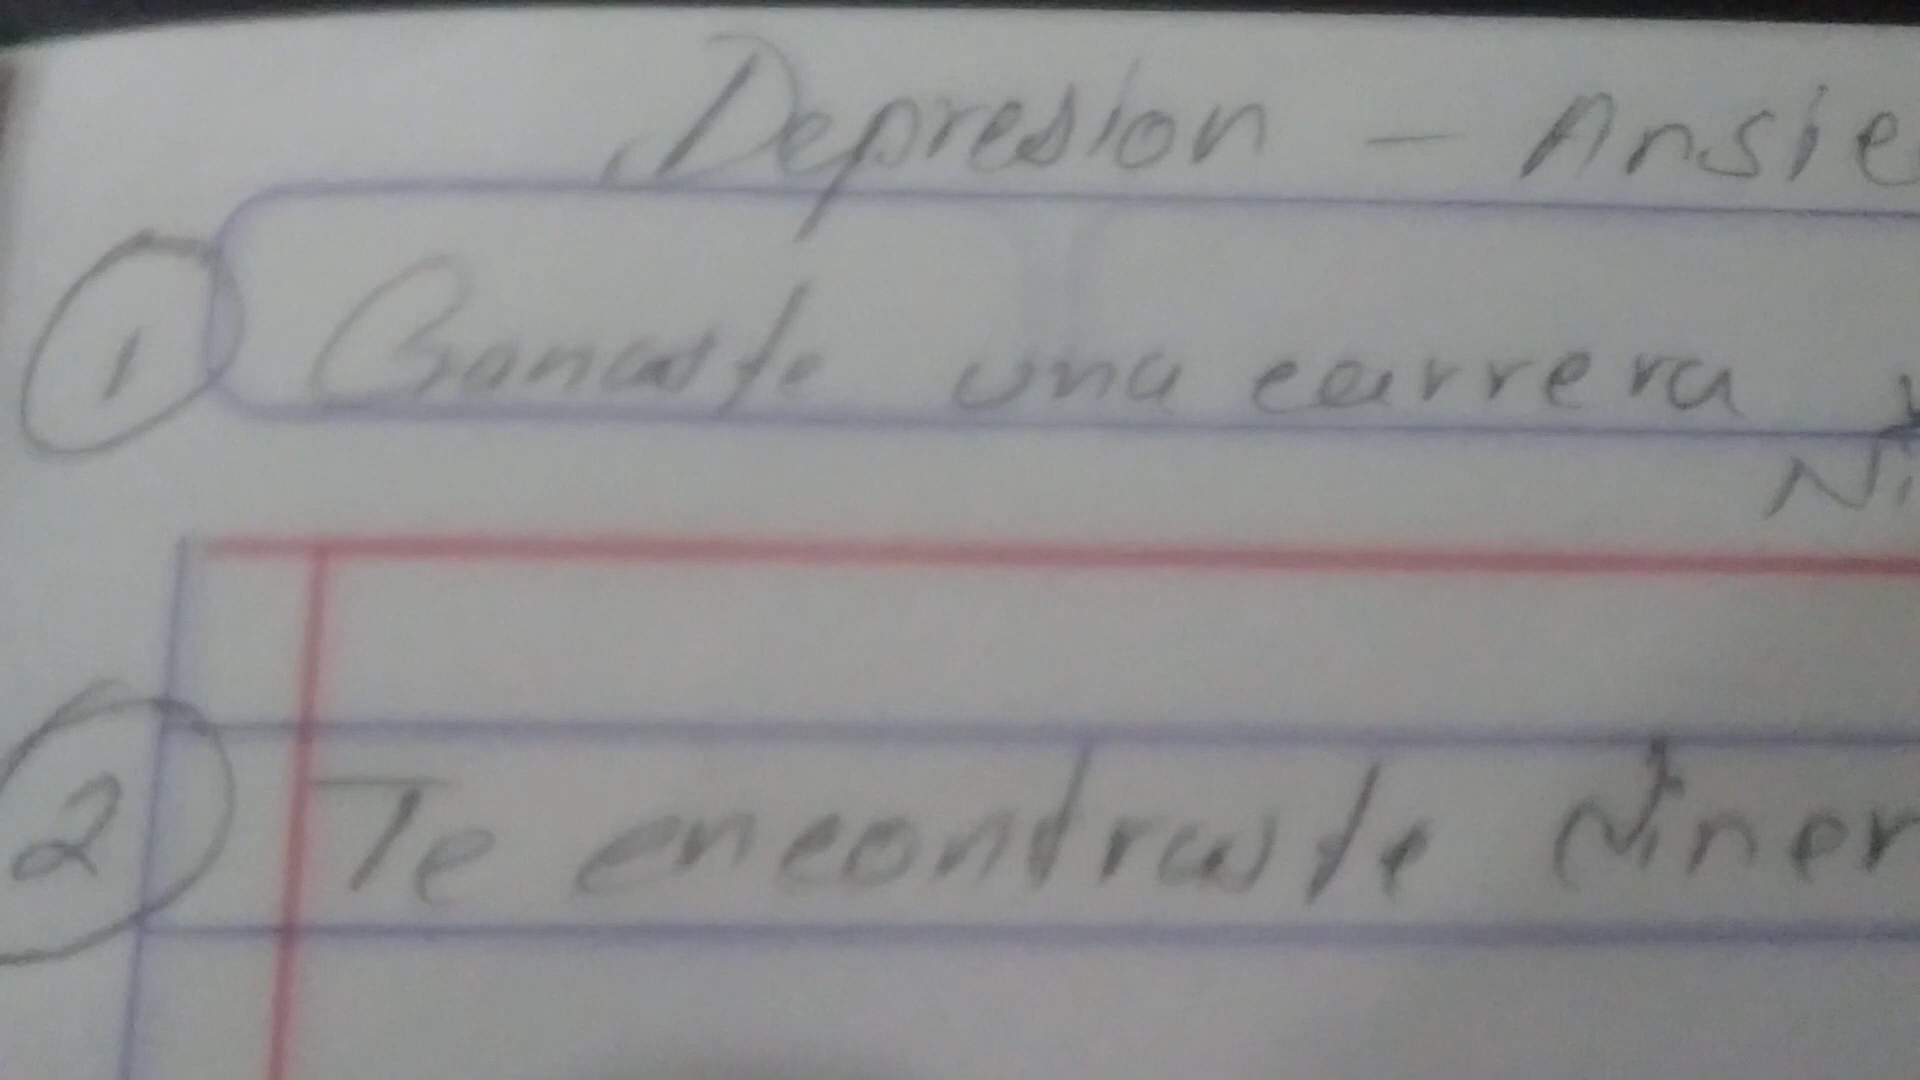 Depresion - Ansie
1 Ganaste una carrera y
Ni
2 Te encontraste diner